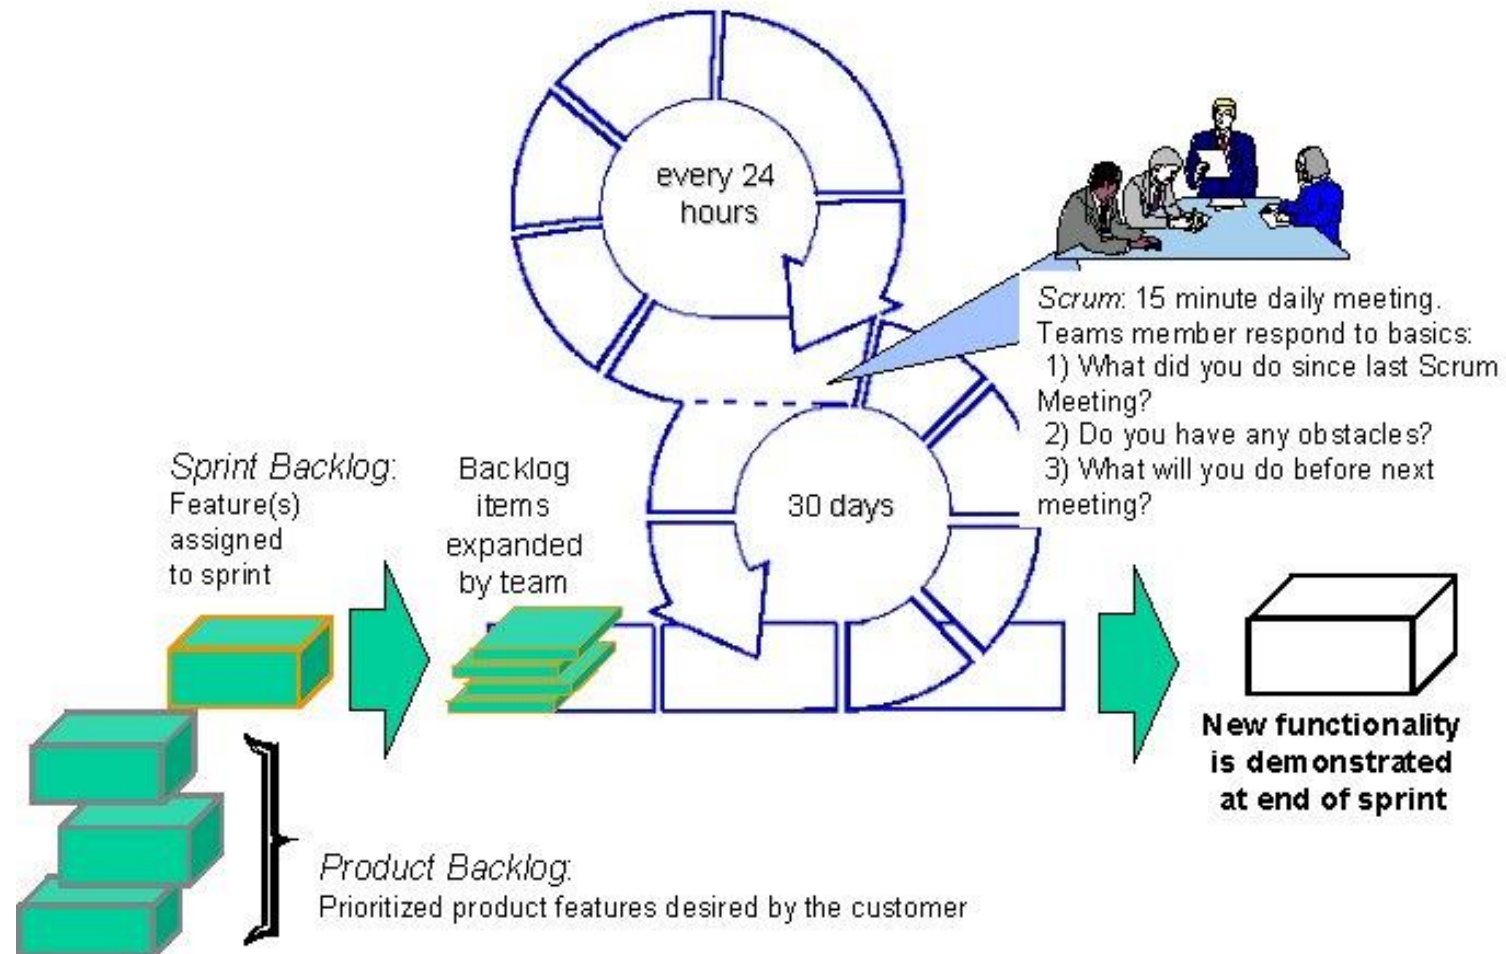 every 24
hours
Scrum: 15 minute daily meeting.
Teams member respond to basics:
1) What did you do since last Scrum
Meeting?
2) Do you have any obstacles?
3) What will you do before next
meeting?
30 days
Sprint Backlog:
Feature(s)
assigned
to sprint
Backlog
items
expanded
by team
New functionality
is demonstrated
at end of sprint
Product Backlog:
Prioritized product features desired by the customer